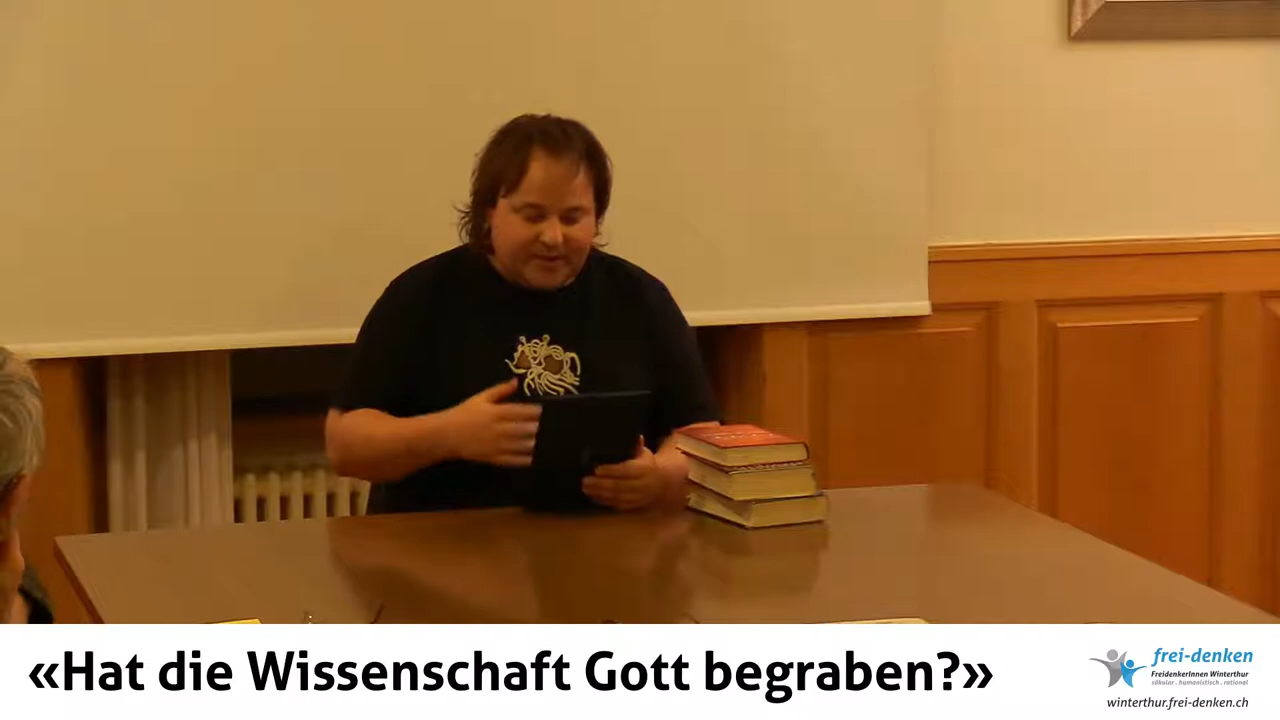 «Hat die Wissenschaft Gott begraben?»
frei-denken
FreidenkerInnen Winterthur
säkular . humanistisch . rational
winterthur.frei-denken.ch